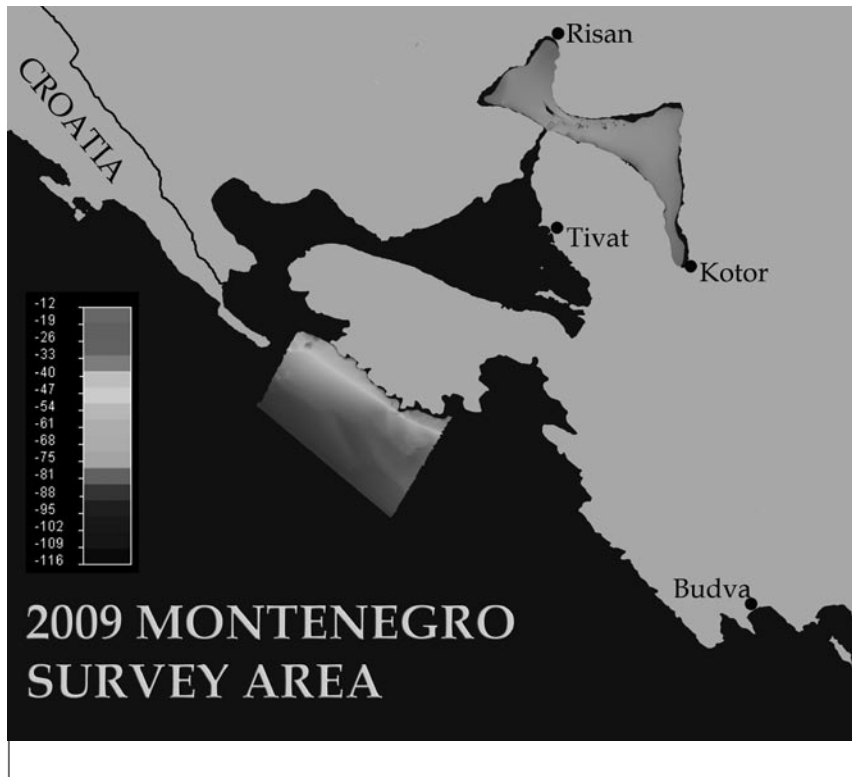 Risan
CROATIA
Tivat
Kotor
-12
-19
-26
-33
-40
-47
-54
-61
-68
-75
-81
-88
-95
-102
-109
-116
Budva
2009 MONTENEGRO
SURVEY AREA